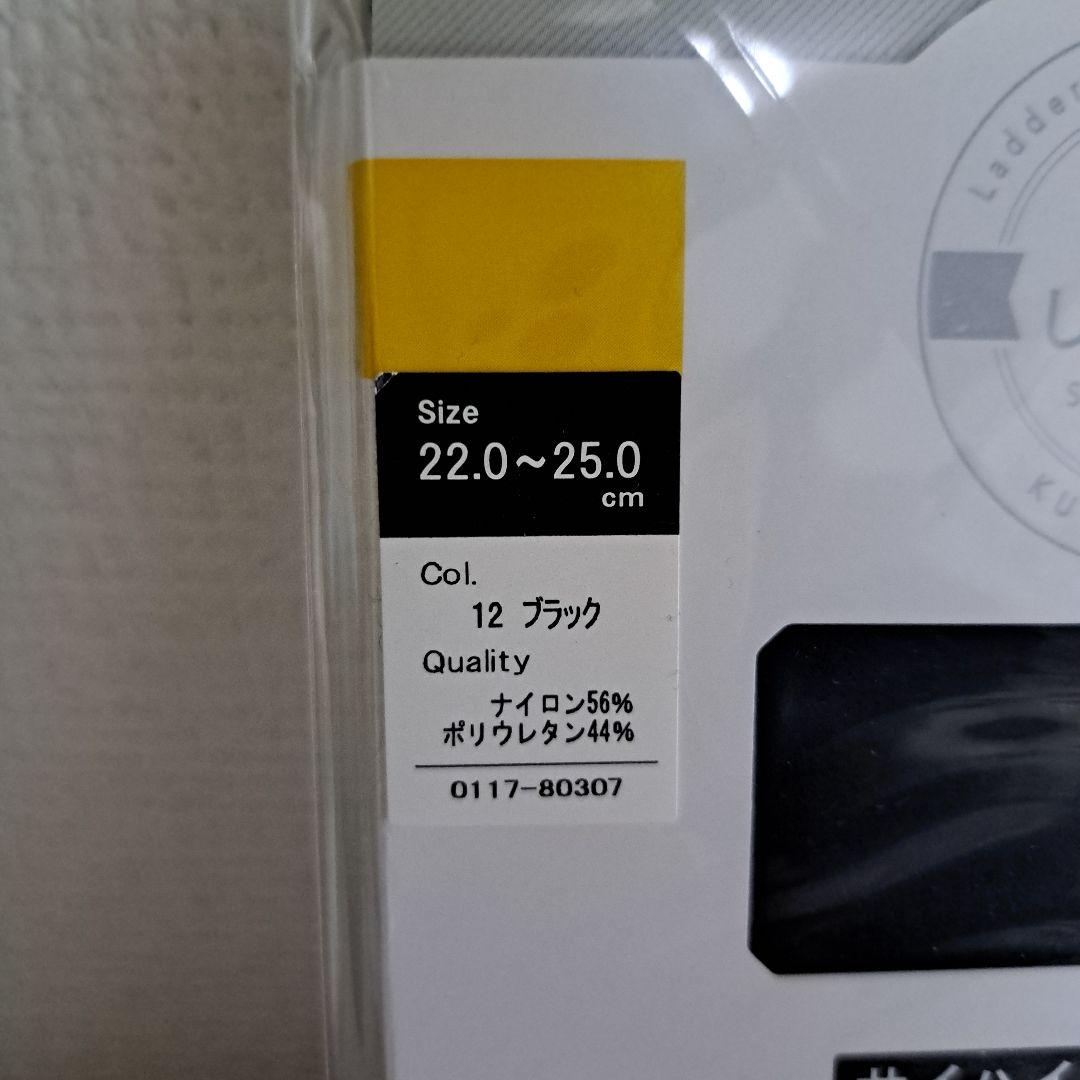 Size
22.0~25.0
cm
Col.
12 ブラック
Quality
ナイロン56%
ポリウレタン44%
0117-80307